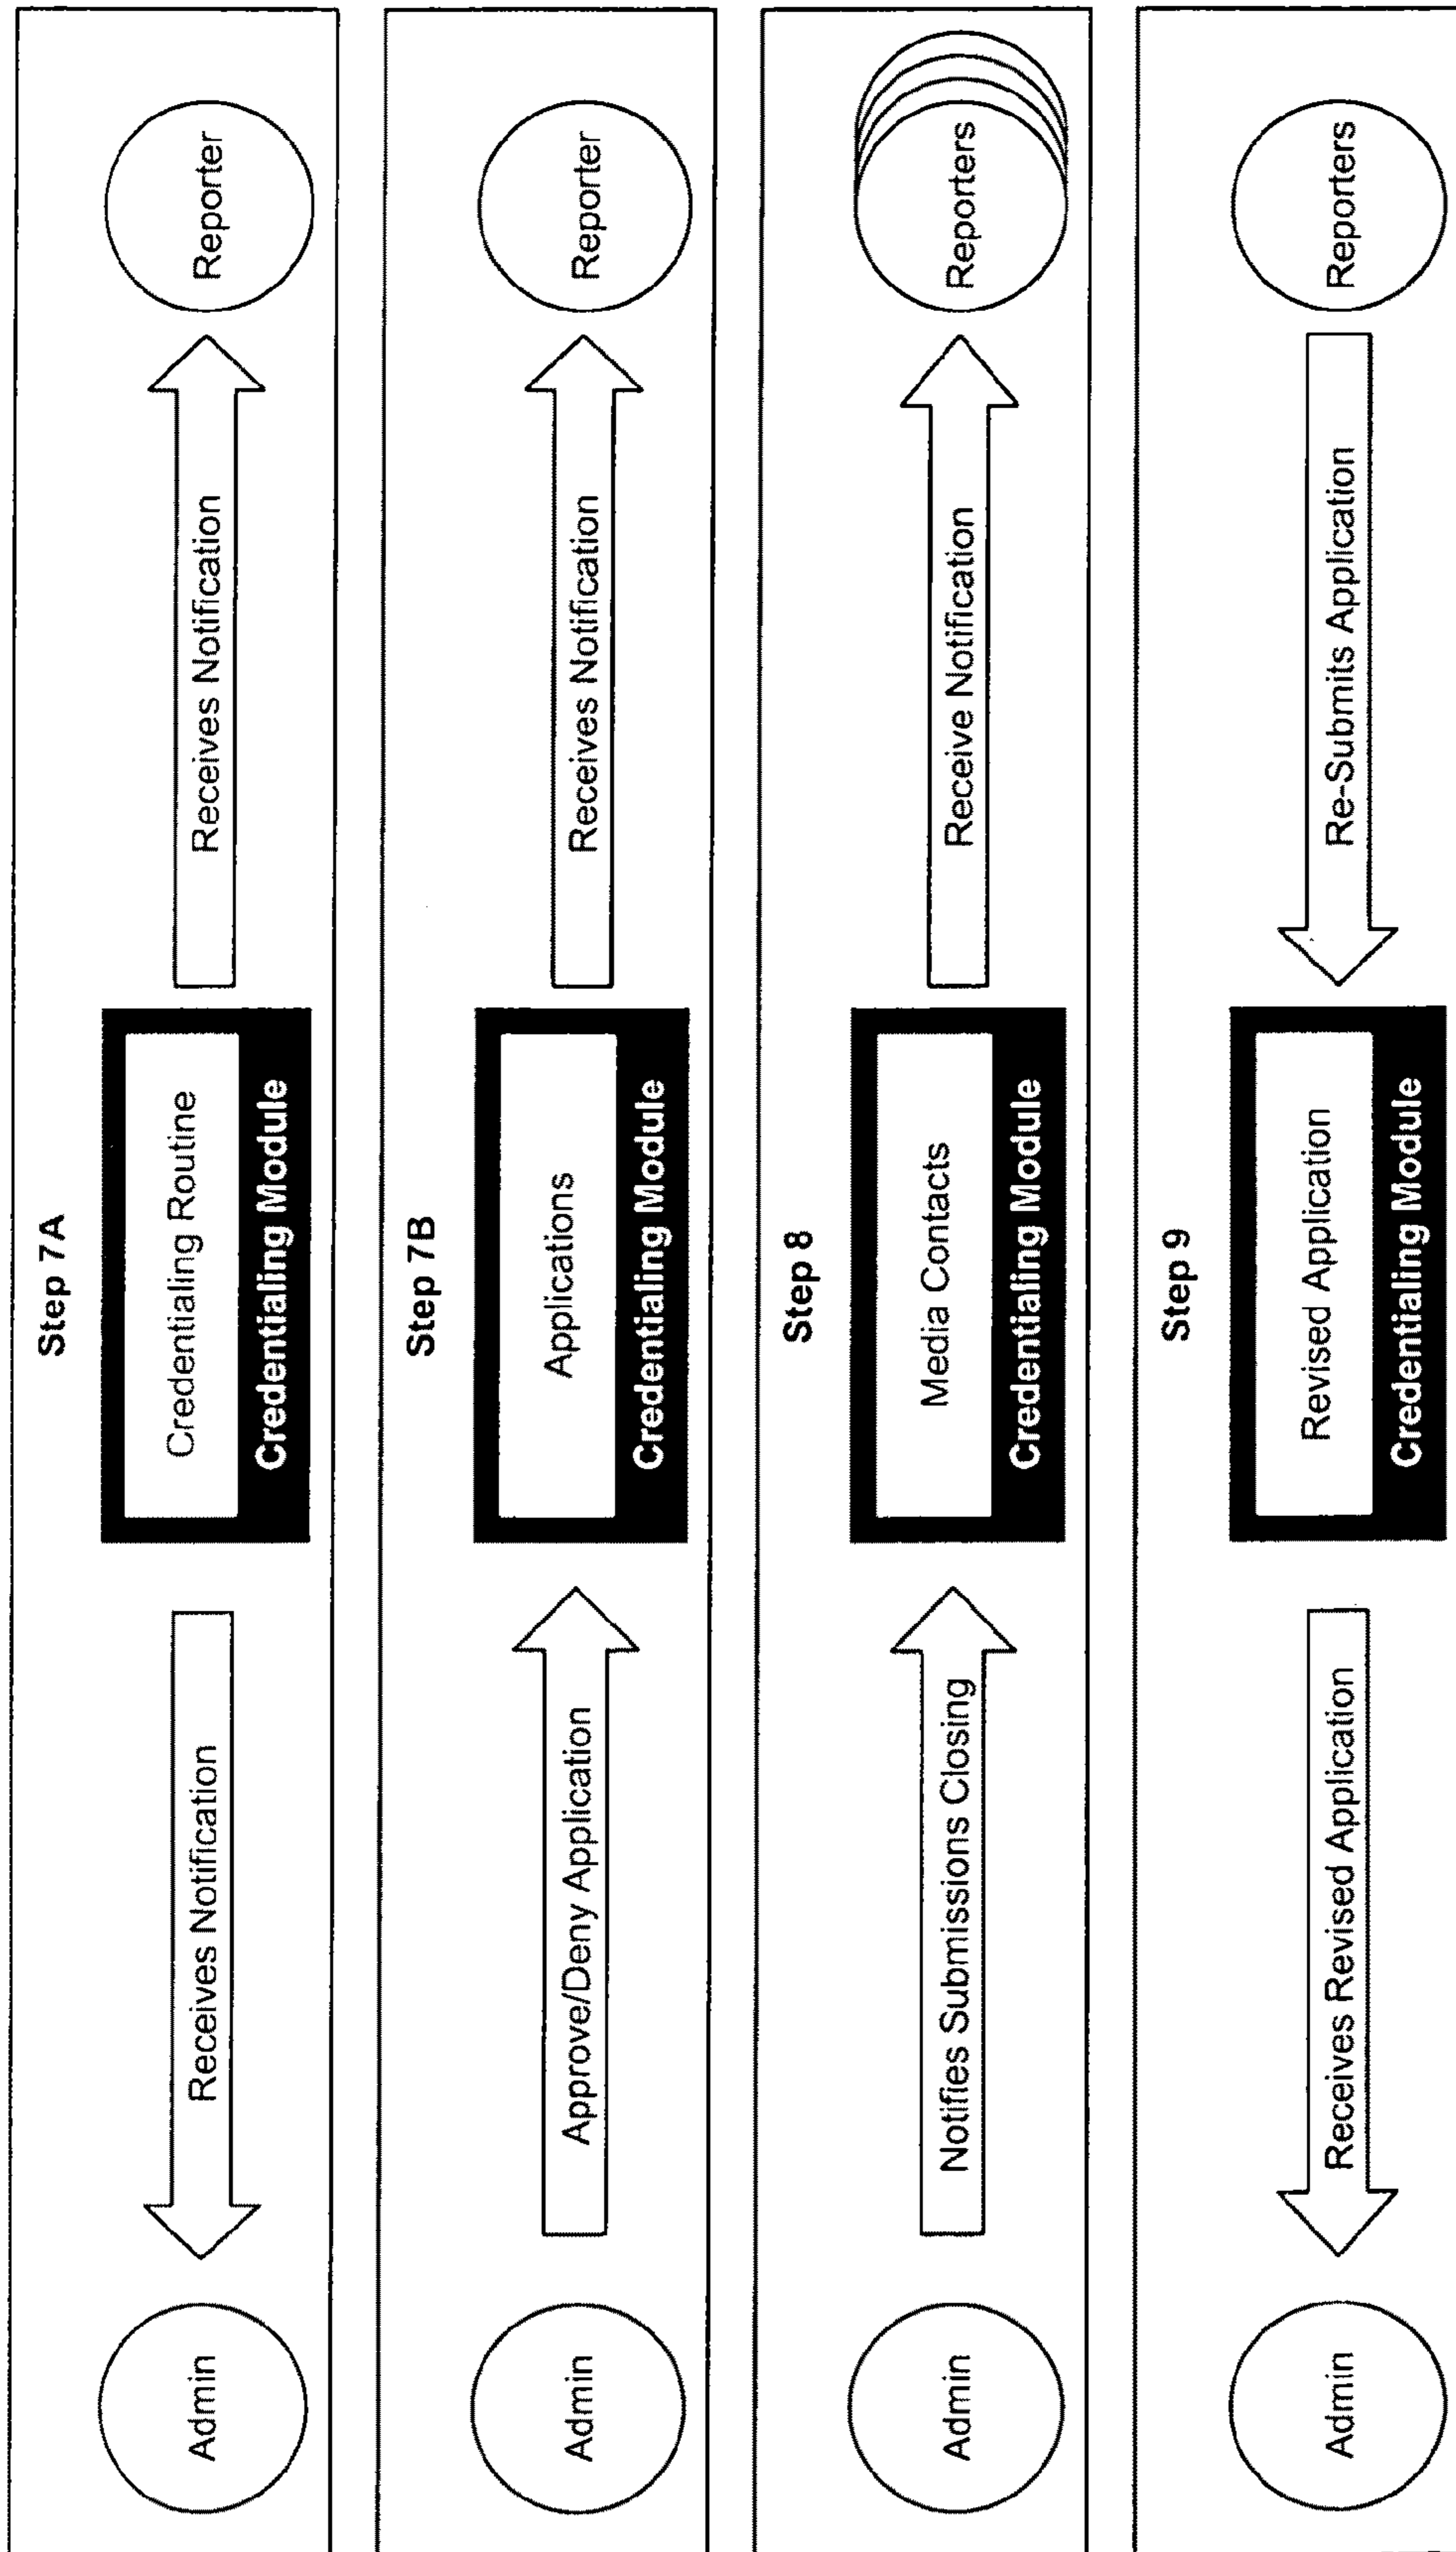 Step 7A
Admin
Receives Notification
Credentialing Routine
Credentialing Module
Receives Notification
Reporter
Step 7B
Admin
Approve/Deny Application
Applications
Credentialing Module
Receives Notification
Reporter
Step 8
Admin
Notifies Submissions Closing
Media Contacts
Credentialing Module
Receive Notification
Reporters
Step 9
Admin
Receives Revised Application
Revised Application
Credentialing Module
Re-Submits Application
Reporters